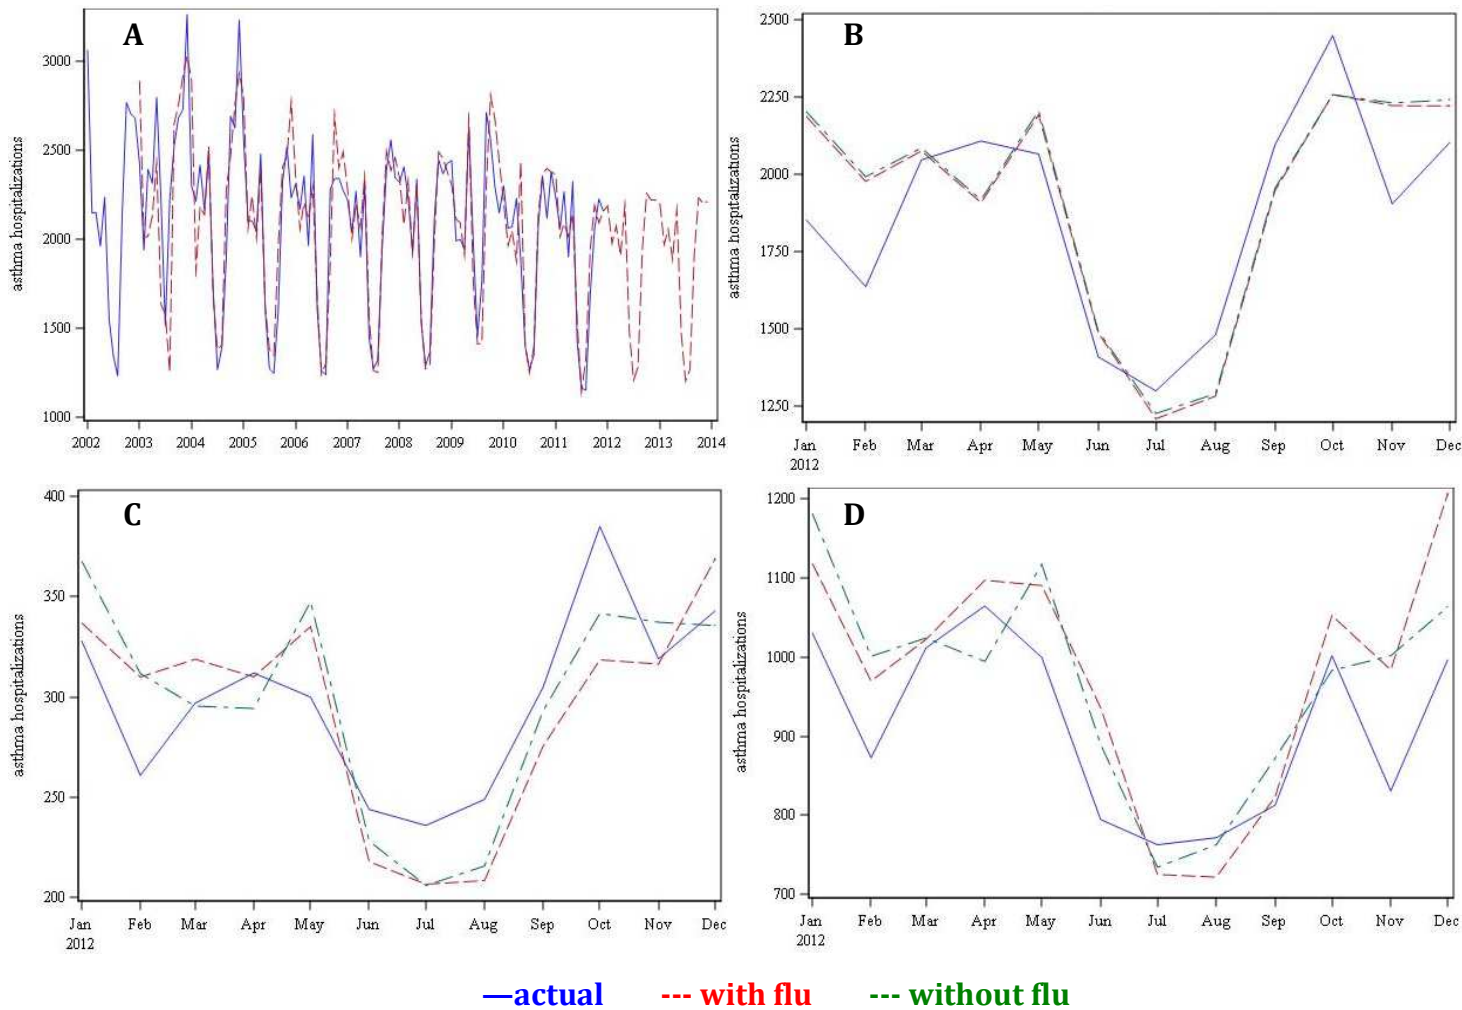 A
asthma hospitalizations
3000
2500
2000
1500
1000
2002 2003 2004 2005 2006 2007 2008 2009 2010 2011 2012 2013 2014
B
asthma hospitalizations
2500
2250
2000
1750
1500
1250
Jan Feb Mar Apr May Jun Jul Aug Sep Oct Nov Dec
2012
C
asthma hospitalizations
400
350
300
250
200
Jan Feb Mar Apr May Jun Jul Aug Sep Oct Nov Dec
2012
D
asthma hospitalizations
1200
1100
1000
900
800
700
Jan Feb Mar Apr May Jun Jul Aug Sep Oct Nov Dec
2012
—actual --- with flu --- without flu